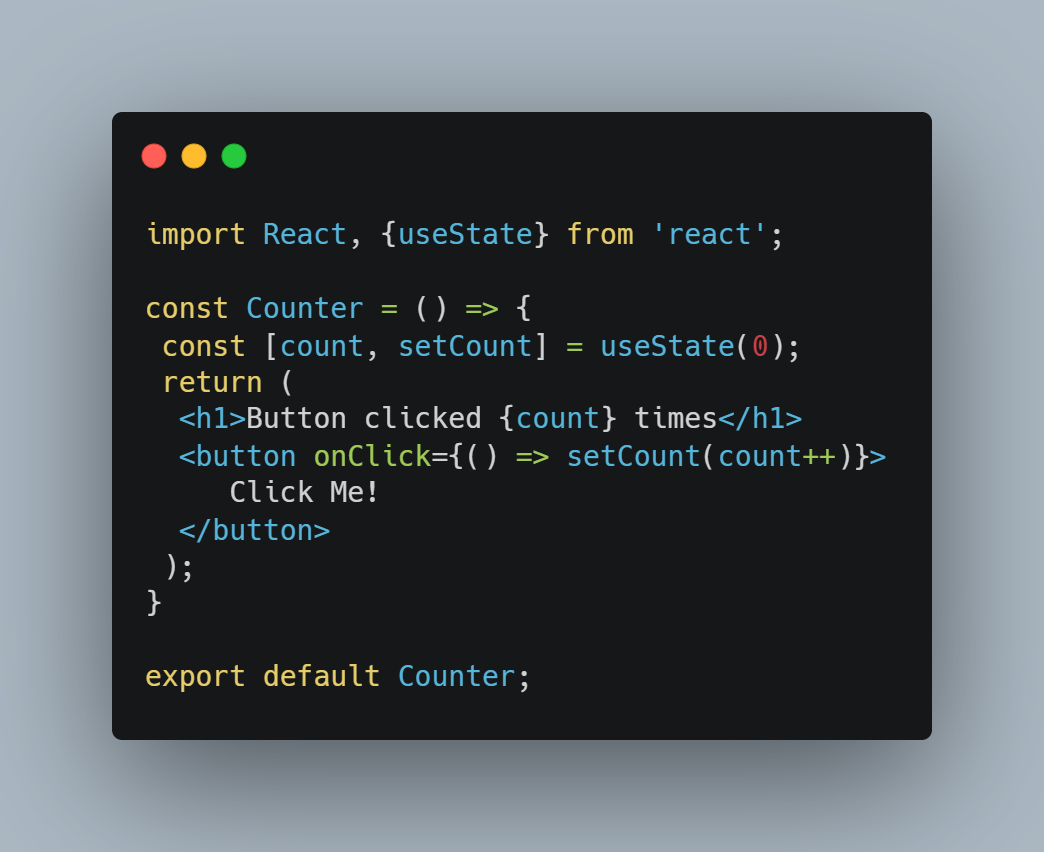 import React, {useState} from 'react';
const Counter = () => {
const [count, setCount] = useState(0);
return (
<h1>Button clicked {count} times</h1>
<button onClick={() => setCount(count++)}>
Click Me!
</button>
);
}
export default Counter;